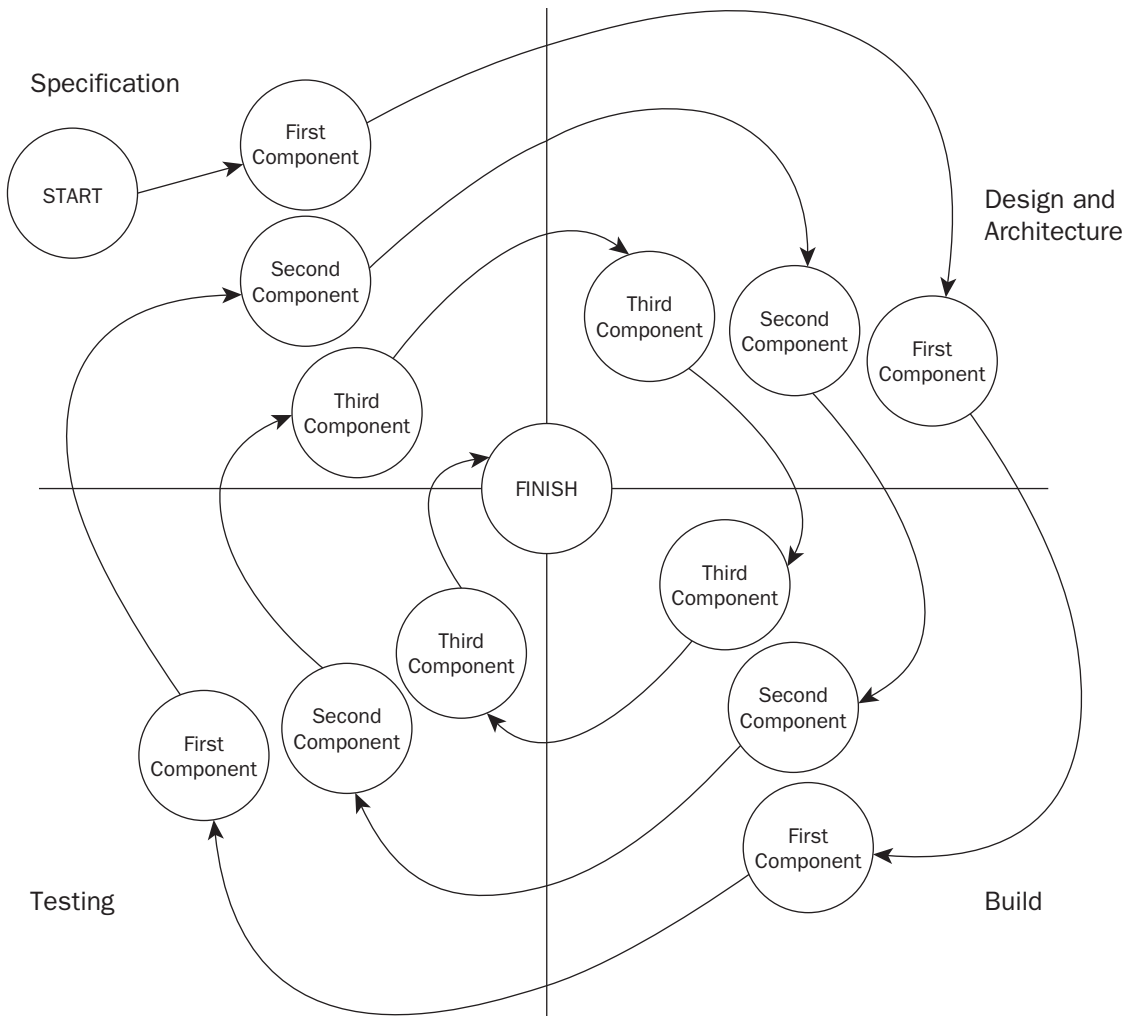 Specification
START
First
Component
Second
Component
Third
Component
Design and
Architecture
Third
Component
Second
Component
First
Component
FINISH
Third
Component
Second
Component
First
Component
Build
Third
Component
Second
Component
First
Component
Testing